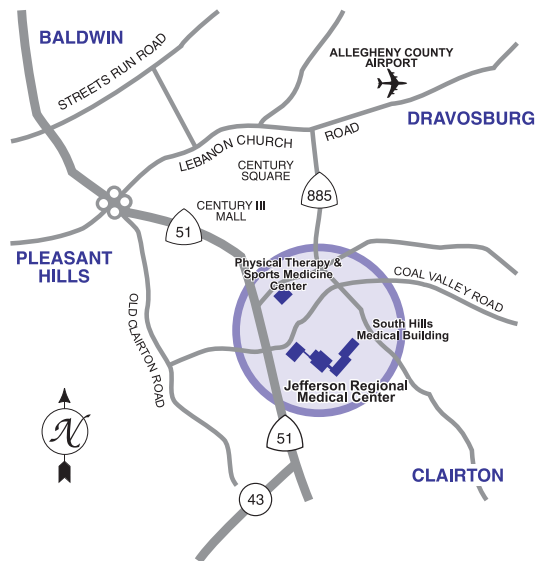 BALDWIN
STREETS RUN ROAD
ALLEGHENY COUNTY
AIRPORT
DRAVOSBURG
LEBANON CHURCH
ROAD
CENTURY
SQUARE
885
CENTURY III
MALL
51
PLEASANT
HILLS
Physical Therapy &
Sports Medicine
Center
COAL VALLEY ROAD
OLD CLAIRTON ROAD
South Hills
Medical Building
Jefferson Regional
Medical Center
N
51
CLAIRTON
43